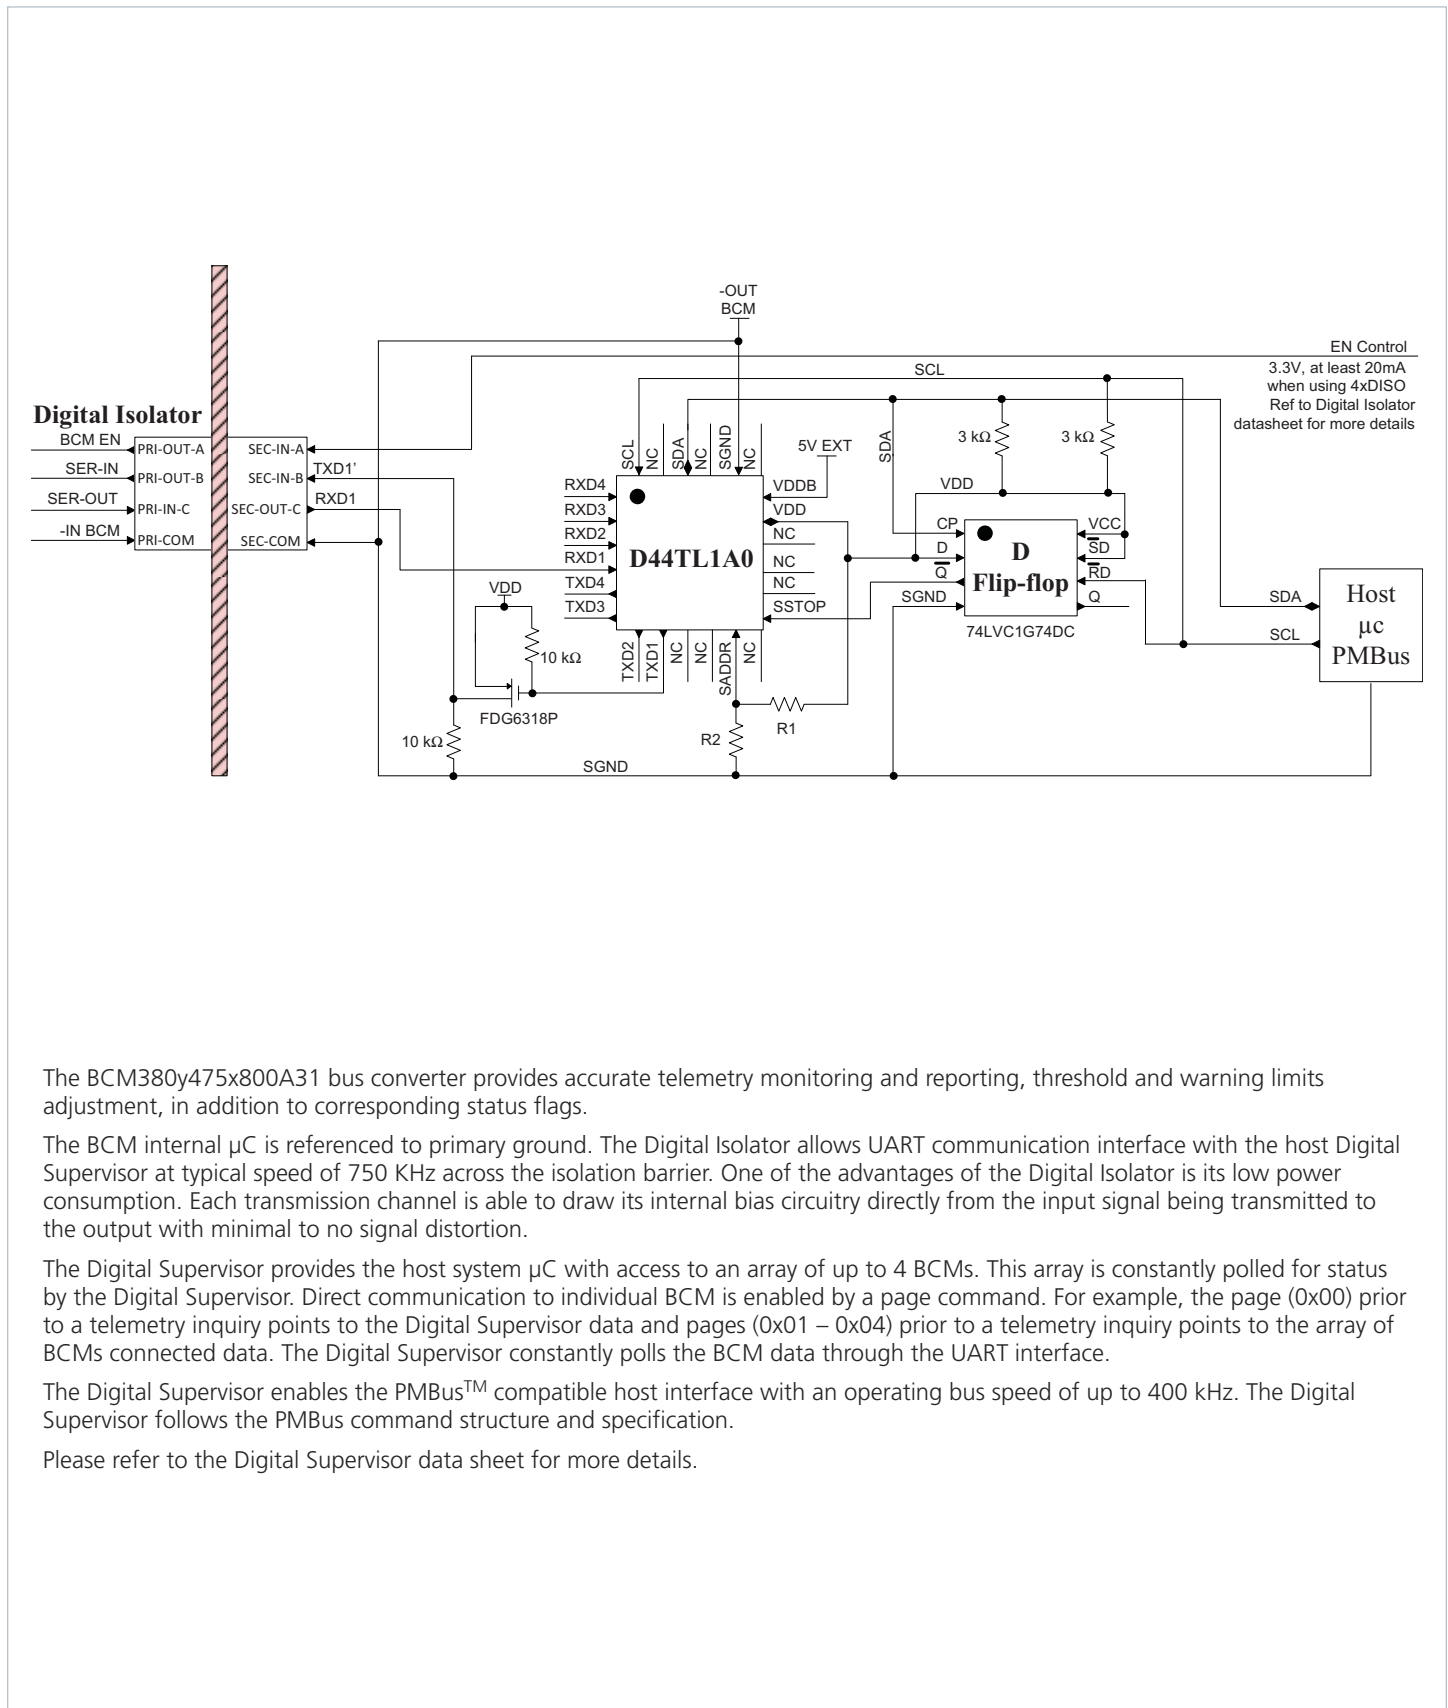 -OUT
BCM
EN Control
3.3V, at least 20mA
when using 4xDISO
Ref to Digital Isolator
datasheet for more details
SCL
Digital Isolator
BCM EN
PRI-OUT-A
SEC-IN-A
SER-IN
PRI-OUT-B
SEC-IN-B
TXD1'
SER-OUT
PRI-IN-C
SEC-OUT-C
RXD1
-IN BCM
PRI-COM
SEC-COM
SCL
NC
SDA
NC
SGND
NC
5V EXT
SDA
3 kΩ
3 kΩ
VDD
RXD4
RXD3
RXD2
RXD1
TXD4
TXD3
D44TL1A0
VDDB
VDD
NC
NC
NC
SSTOP
TXD2
TXD1
NC
NC
SADDR
NC
CP
D
Q
SGND
D
Flip-flop
VCC
SD
RD
Q
74LVC1G74DC
SDA
SCL
Host
µc
PMBus
VDD
10 kΩ
FDG6318P
10 kΩ
R1
R2
SGND
The BCM380y475x800A31 bus converter provides accurate telemetry monitoring and reporting, threshold and warning limits
adjustment, in addition to corresponding status flags.
The BCM internal µC is referenced to primary ground. The Digital Isolator allows UART communication interface with the host Digital
Supervisor at typical speed of 750 KHz across the isolation barrier. One of the advantages of the Digital Isolator is its low power
consumption. Each transmission channel is able to draw its internal bias circuitry directly from the input signal being transmitted to
the output with minimal to no signal distortion.
The Digital Supervisor provides the host system µC with access to an array of up to 4 BCMs. This array is constantly polled for status
by the Digital Supervisor. Direct communication to individual BCM is enabled by a page command. For example, the page (0x00) prior
to a telemetry inquiry points to the Digital Supervisor data and pages (0x01 – 0x04) prior to a telemetry inquiry points to the array of
BCMs connected data. The Digital Supervisor constantly polls the BCM data through the UART interface.
The Digital Supervisor enables the PMBus™ compatible host interface with an operating bus speed of up to 400 kHz. The Digital
Supervisor follows the PMBus command structure and specification.
Please refer to the Digital Supervisor data sheet for more details.